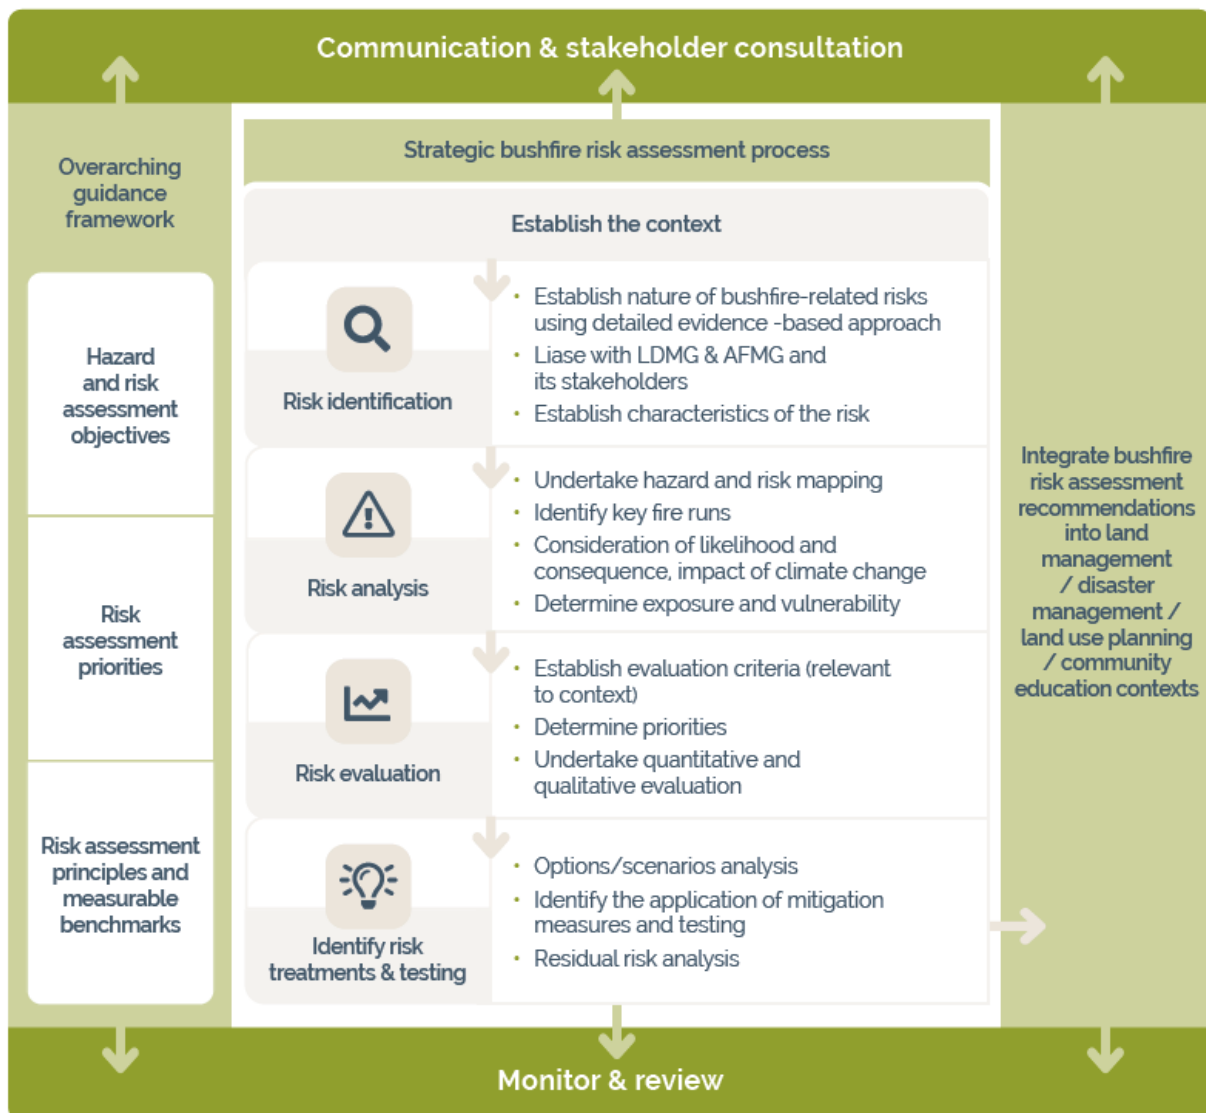 Communication & stakeholder consultation
Overarching
guidance
framework
Hazard
and risk
assessment
objectives
Risk
assessment
priorities
Risk assessment
principles and
measurable
benchmarks
Strategic bushfire risk assessment process
Establish the context
Risk identification
• Establish nature of bushfire-related risks
using detailed evidence -based approach
• Liase with LDMG & AFMG and
its stakeholders
• Establish characteristics of the risk
Risk analysis
• Undertake hazard and risk mapping
• Identify key fire runs
• Consideration of likelihood and
consequence, impact of climate change
• Determine exposure and vulnerability
Risk evaluation
• Establish evaluation criteria (relevant
to context)
• Determine priorities
• Undertake quantitative and
qualitative evaluation
Identify risk
treatments & testing
• Options/scenarios analysis
• Identify the application of mitigation
measures and testing
• Residual risk analysis
Integrate bushfire
risk assessment
recommendations
into land
management
/ disaster
management /
land use planning
/ community
education contexts
Monitor & review